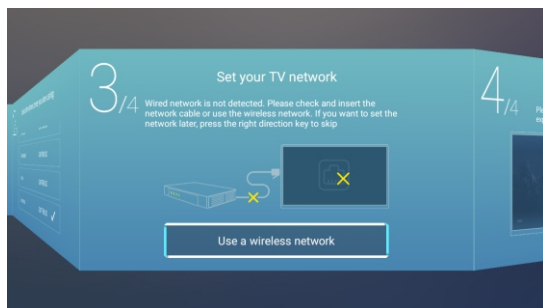 3/4
Set your TV network
Wired network is not detected. Please check and insert the
network cable or use the wireless network. If you want to set the
network later, press the right direction key to skip
Use a wireless network
4/4